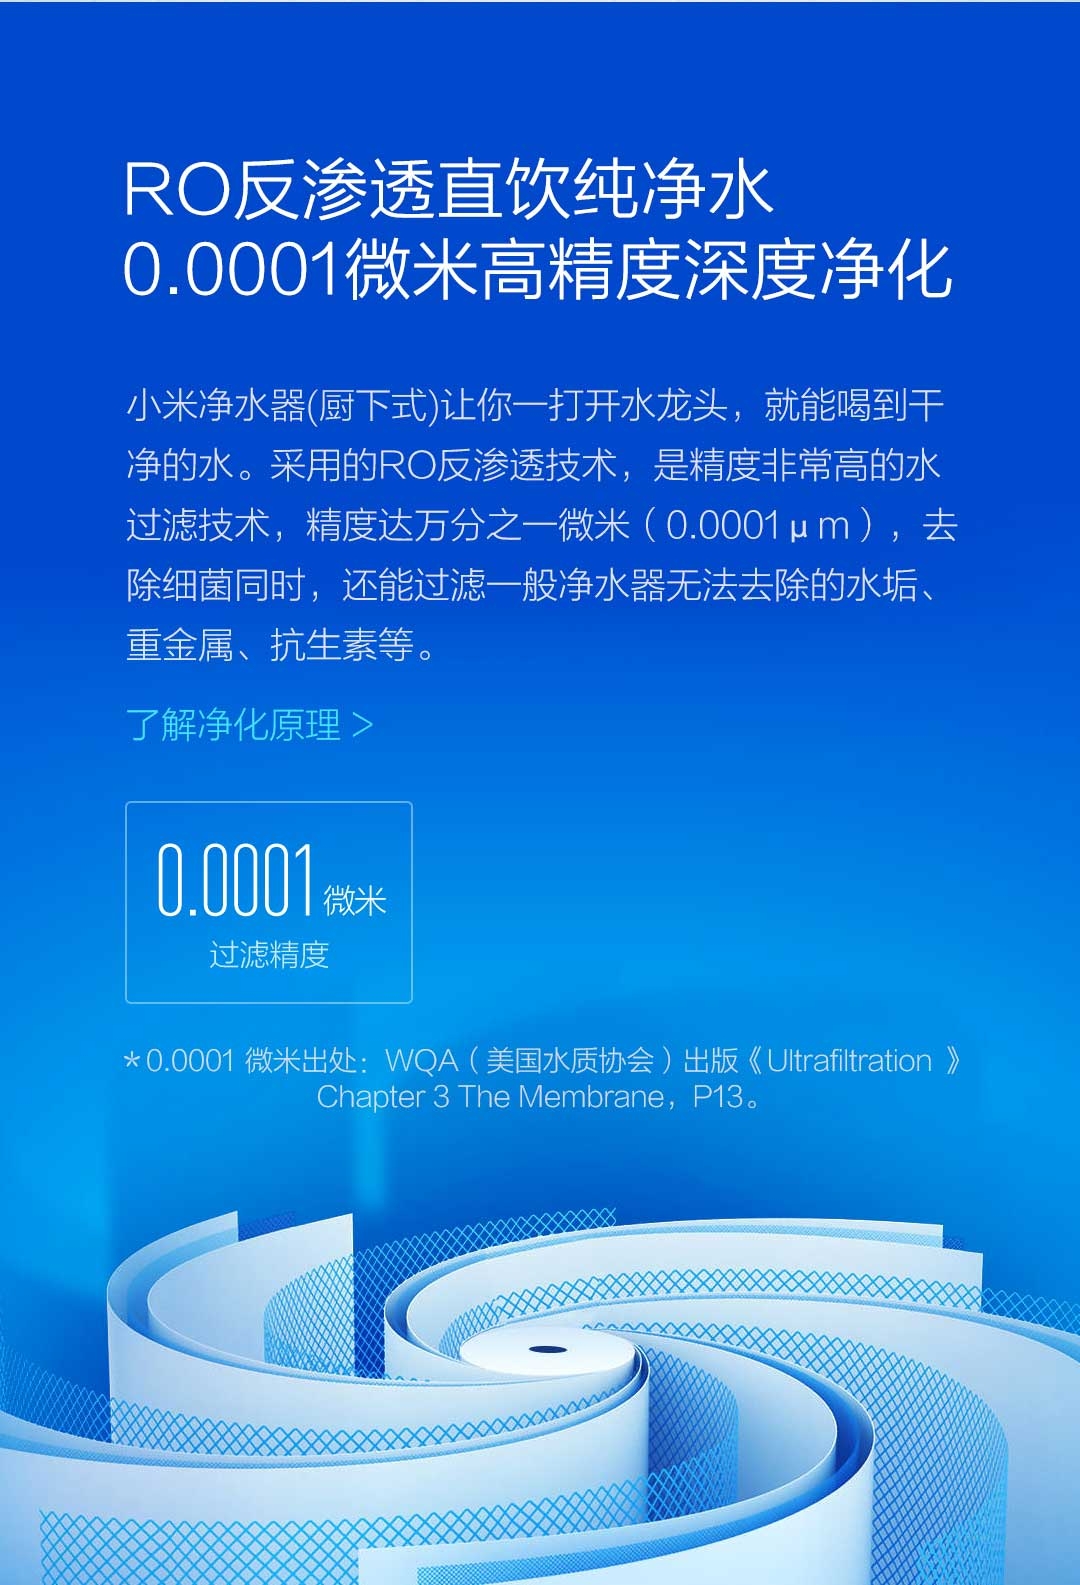 RO反渗透直饮纯净水
0.0001微米高精度深度净化
小米净水器(厨下式)让你一打开水龙头，就能喝到干
净的水。采用的RO反渗透技术，是精度非常高的水
过滤技术，精度达万分之一微米（0.0001μm），去
除细菌同时，还能过滤一般净水器无法去除的水垢、
重金属、抗生素等。
了解净化原理 >
0.0001 微米
过滤精度
*0.0001 微米出处：WQA（美国水质协会）出版《Ultrafiltration 》
Chapter 3 The Membrane，P13。